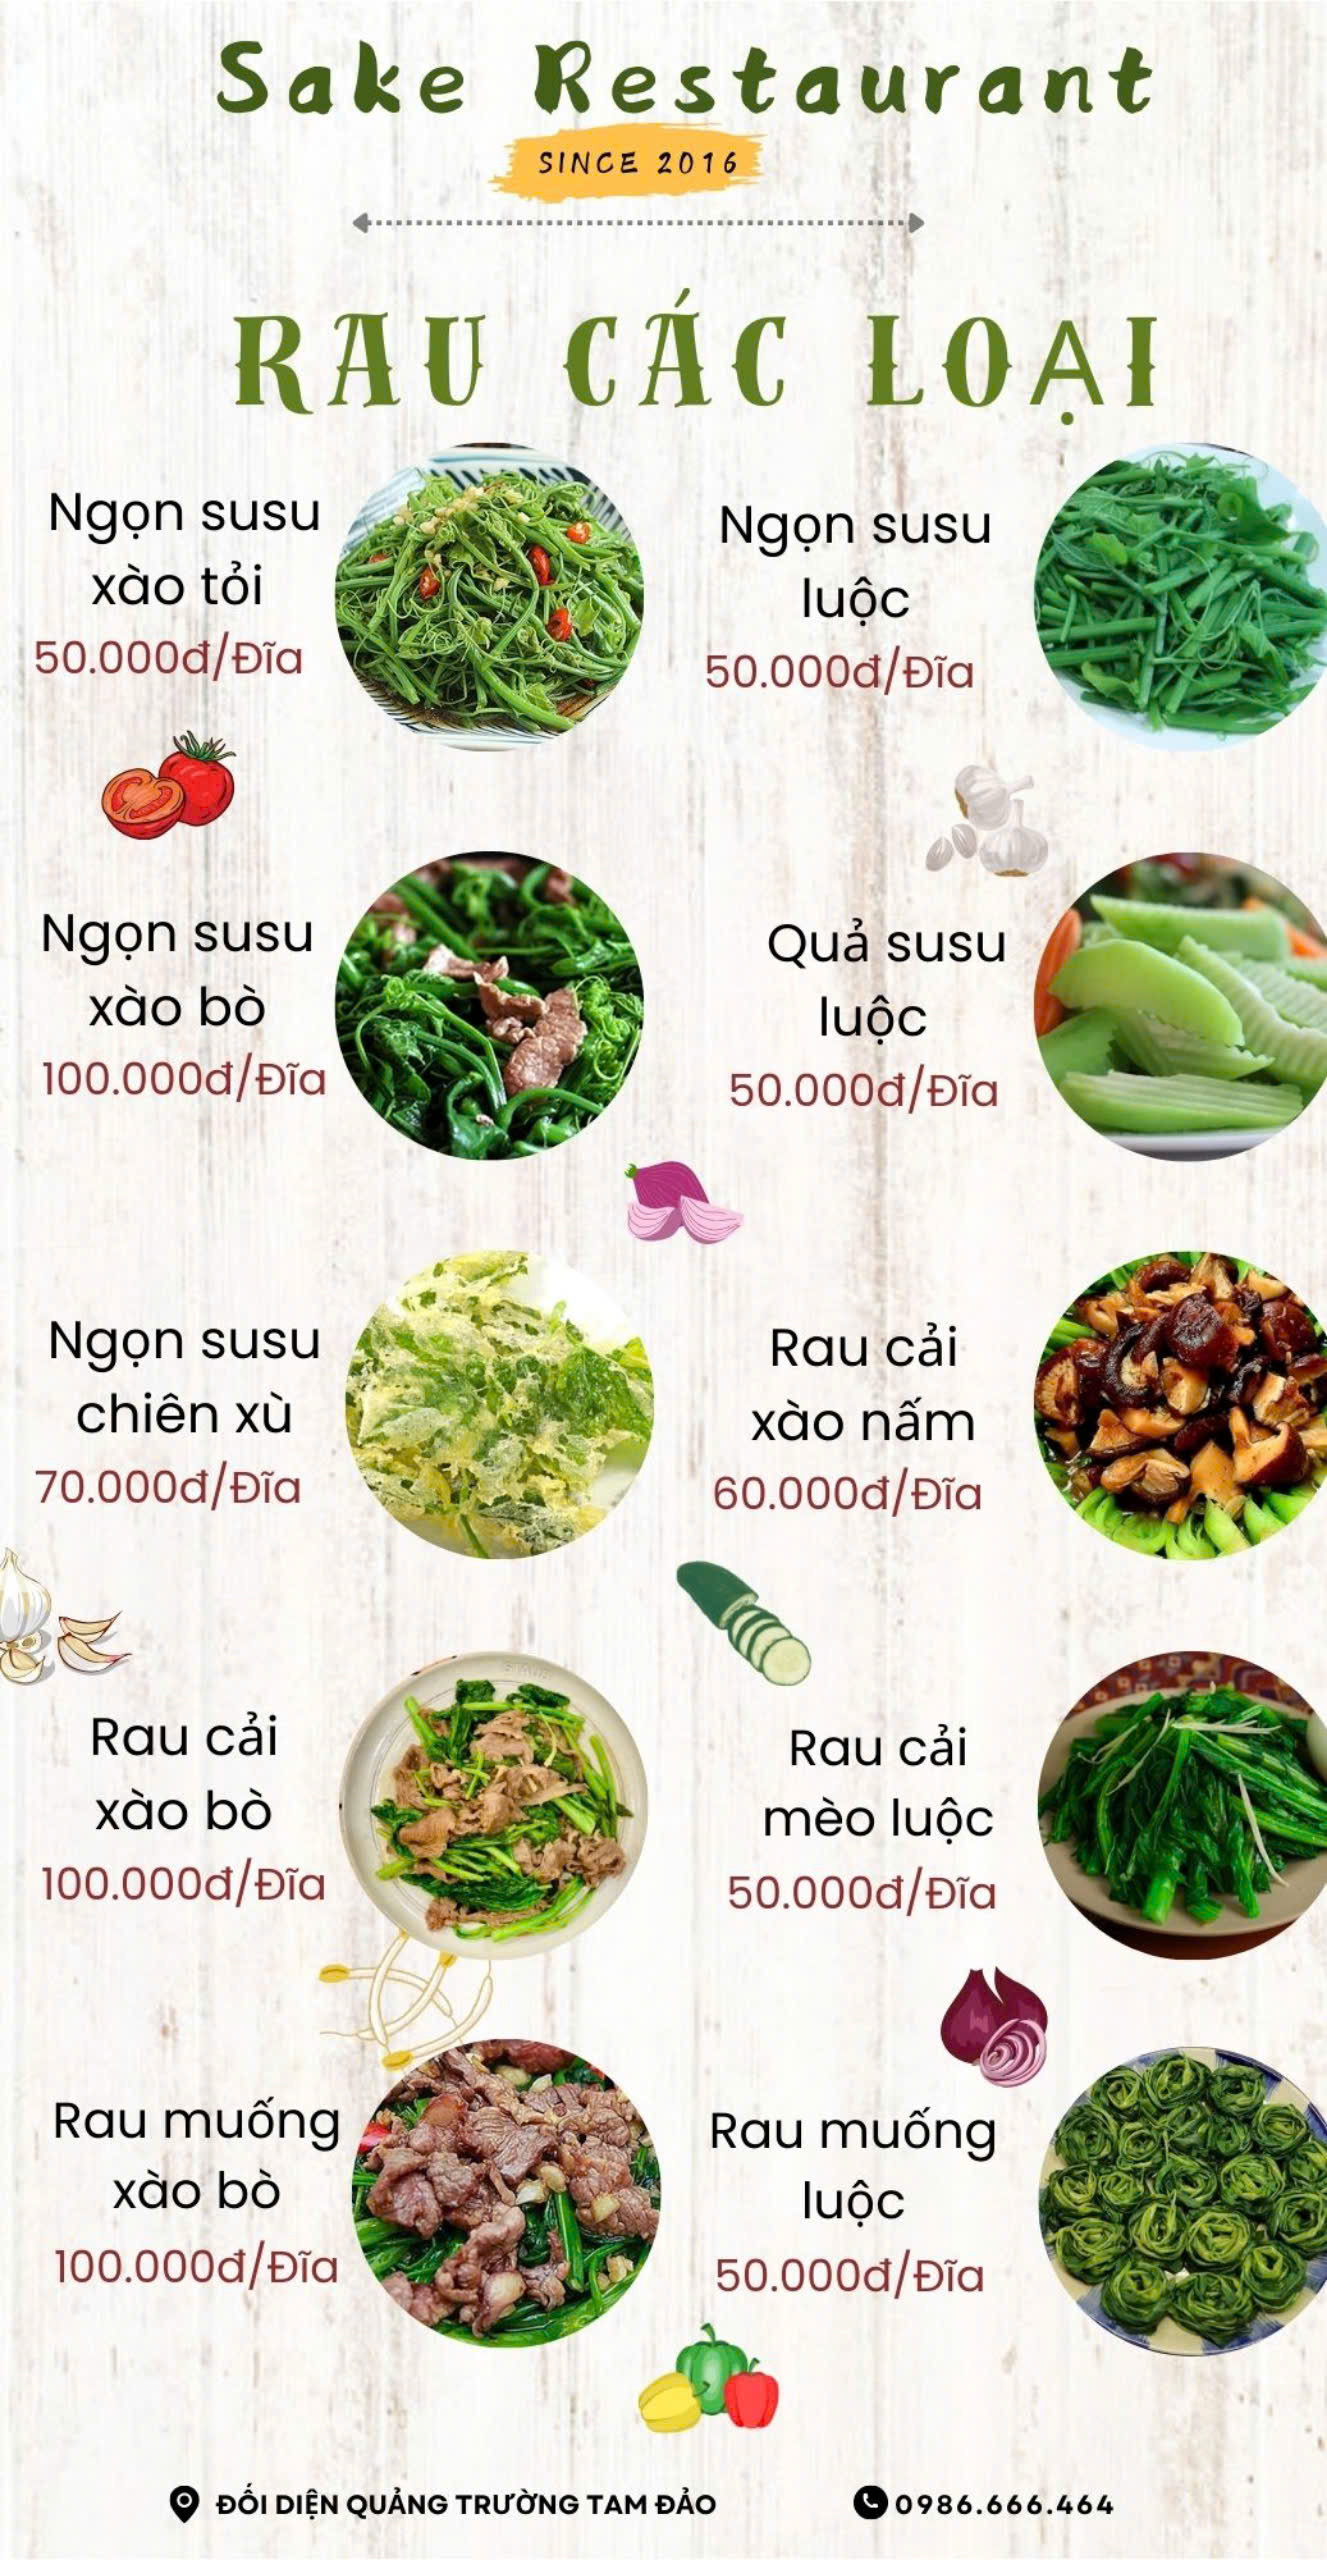 Sake Restaurant
SINCE 2016
RAU CÁC LOẠI
Ngọn susu
xào tỏi
50.000đ/Đĩa
Ngọn susu
luộc
50.000đ/Đĩa
Ngọn susu
xào bò
100.000đ/Đĩa
Quả susu
luộc
50.000đ/Đĩa
Ngọn susu
chiên xù
70.000đ/Đĩa
Rau cải
xào nấm
60.000đ/Đĩa
Rau cải
xào bò
100.000đ/Đĩa
Rau cải
mèo luộc
50.000đ/Đĩa
Rau muống
xào bò
100.000đ/Đĩa
Rau muống
luộc
50.000đ/Đĩa
ĐỐI DIỆN QUẢNG TRƯỜNG TAM ĐẢO
0986.666.464